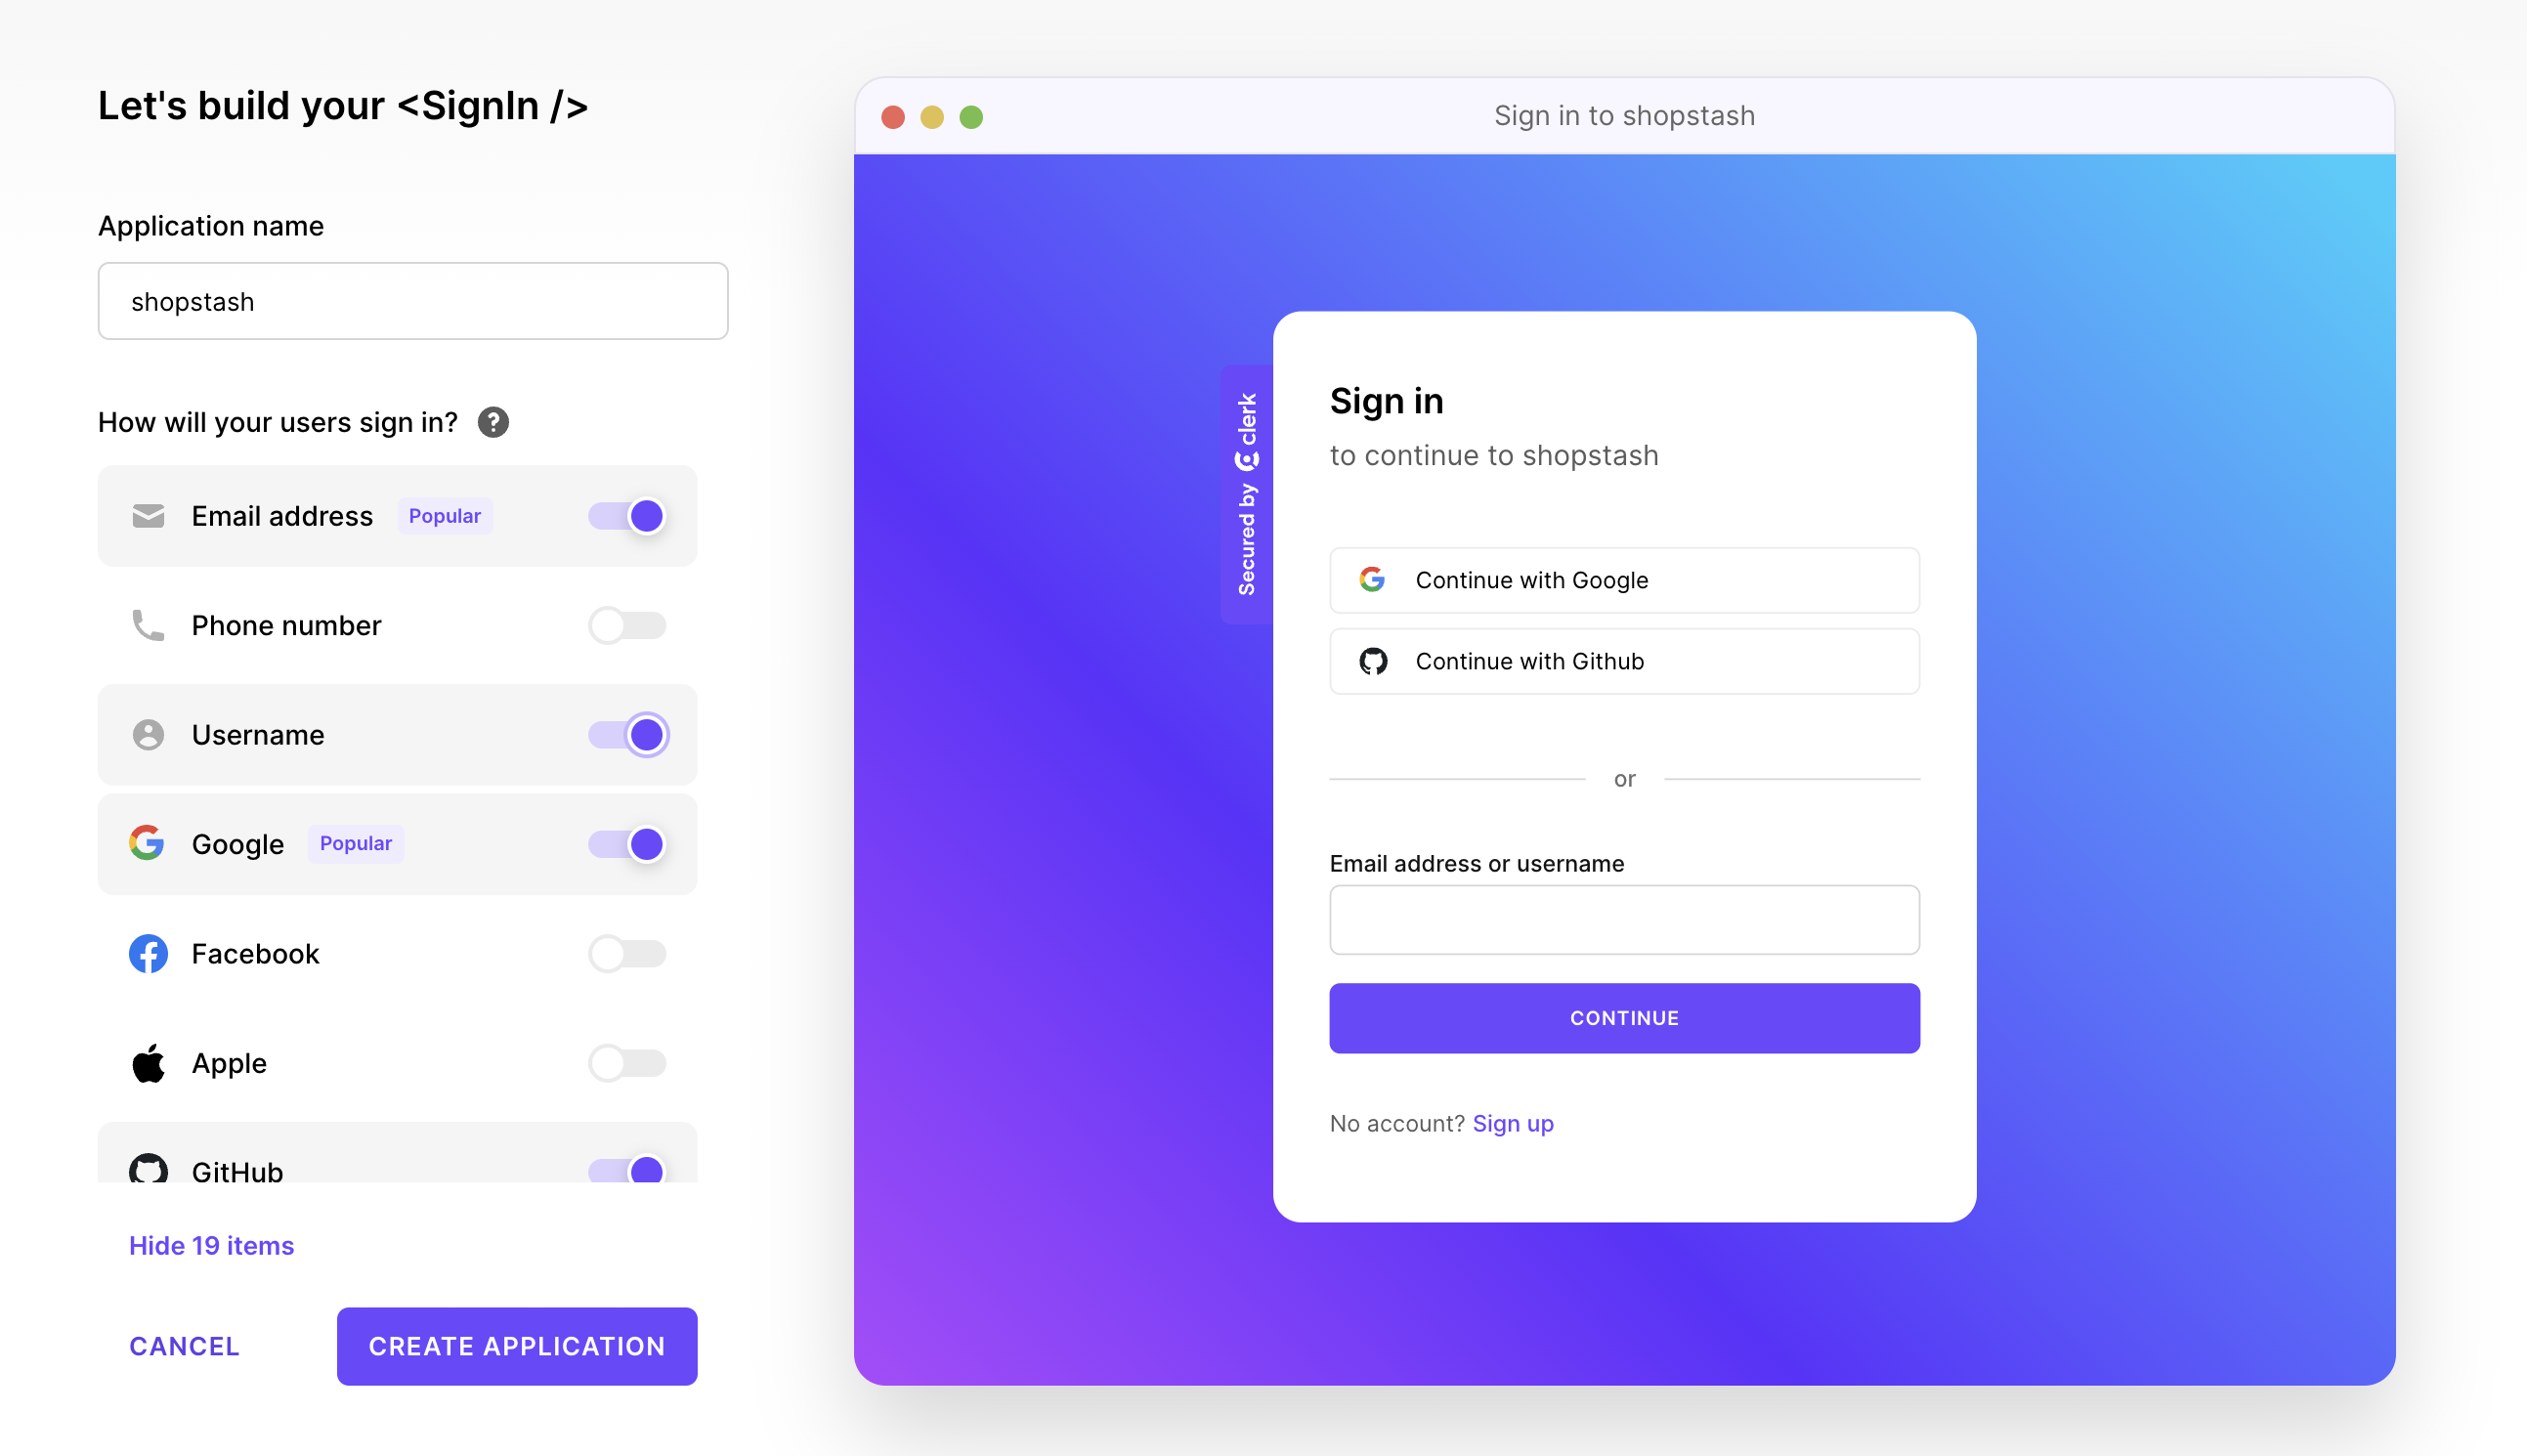 Let's build your <SignIn />
Application name
shopstash
How will your users sign in?
Email address Popular
Phone number
Username
Google Popular
Facebook
Apple
GitHub
Hide 19 items
CANCEL
CREATE APPLICATION
Sign in to shopstash
Secured by clerk
Sign in
to continue to shopstash
Continue with Google
Continue with Github
or
Email address or username
CONTINUE
No account? Sign up